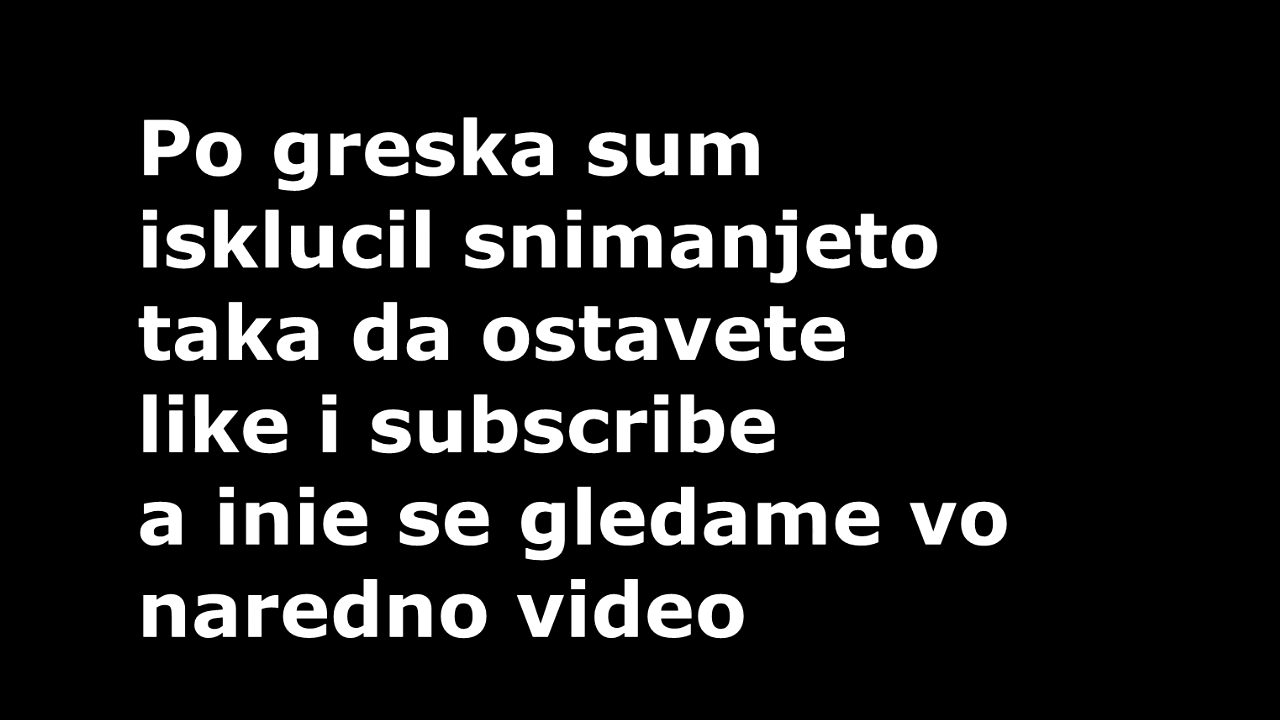 Po greska sum
isklucil snimanjeto
taka da ostavete
like i subscribe
a inie se gledame vo
naredno video